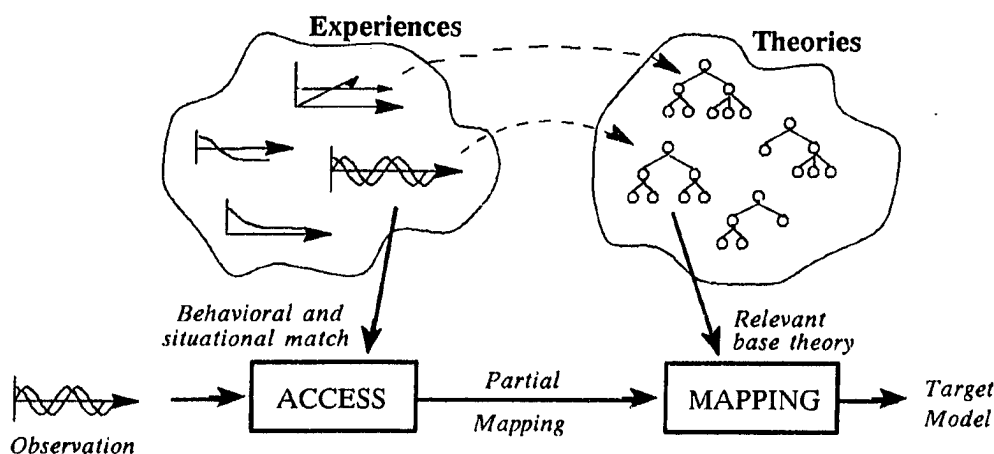 Experiences
Theories
Behavioral and
situational match
Relevant
base theory
ACCESS
Partial
Mapping
MAPPING
Target
Model
Observation